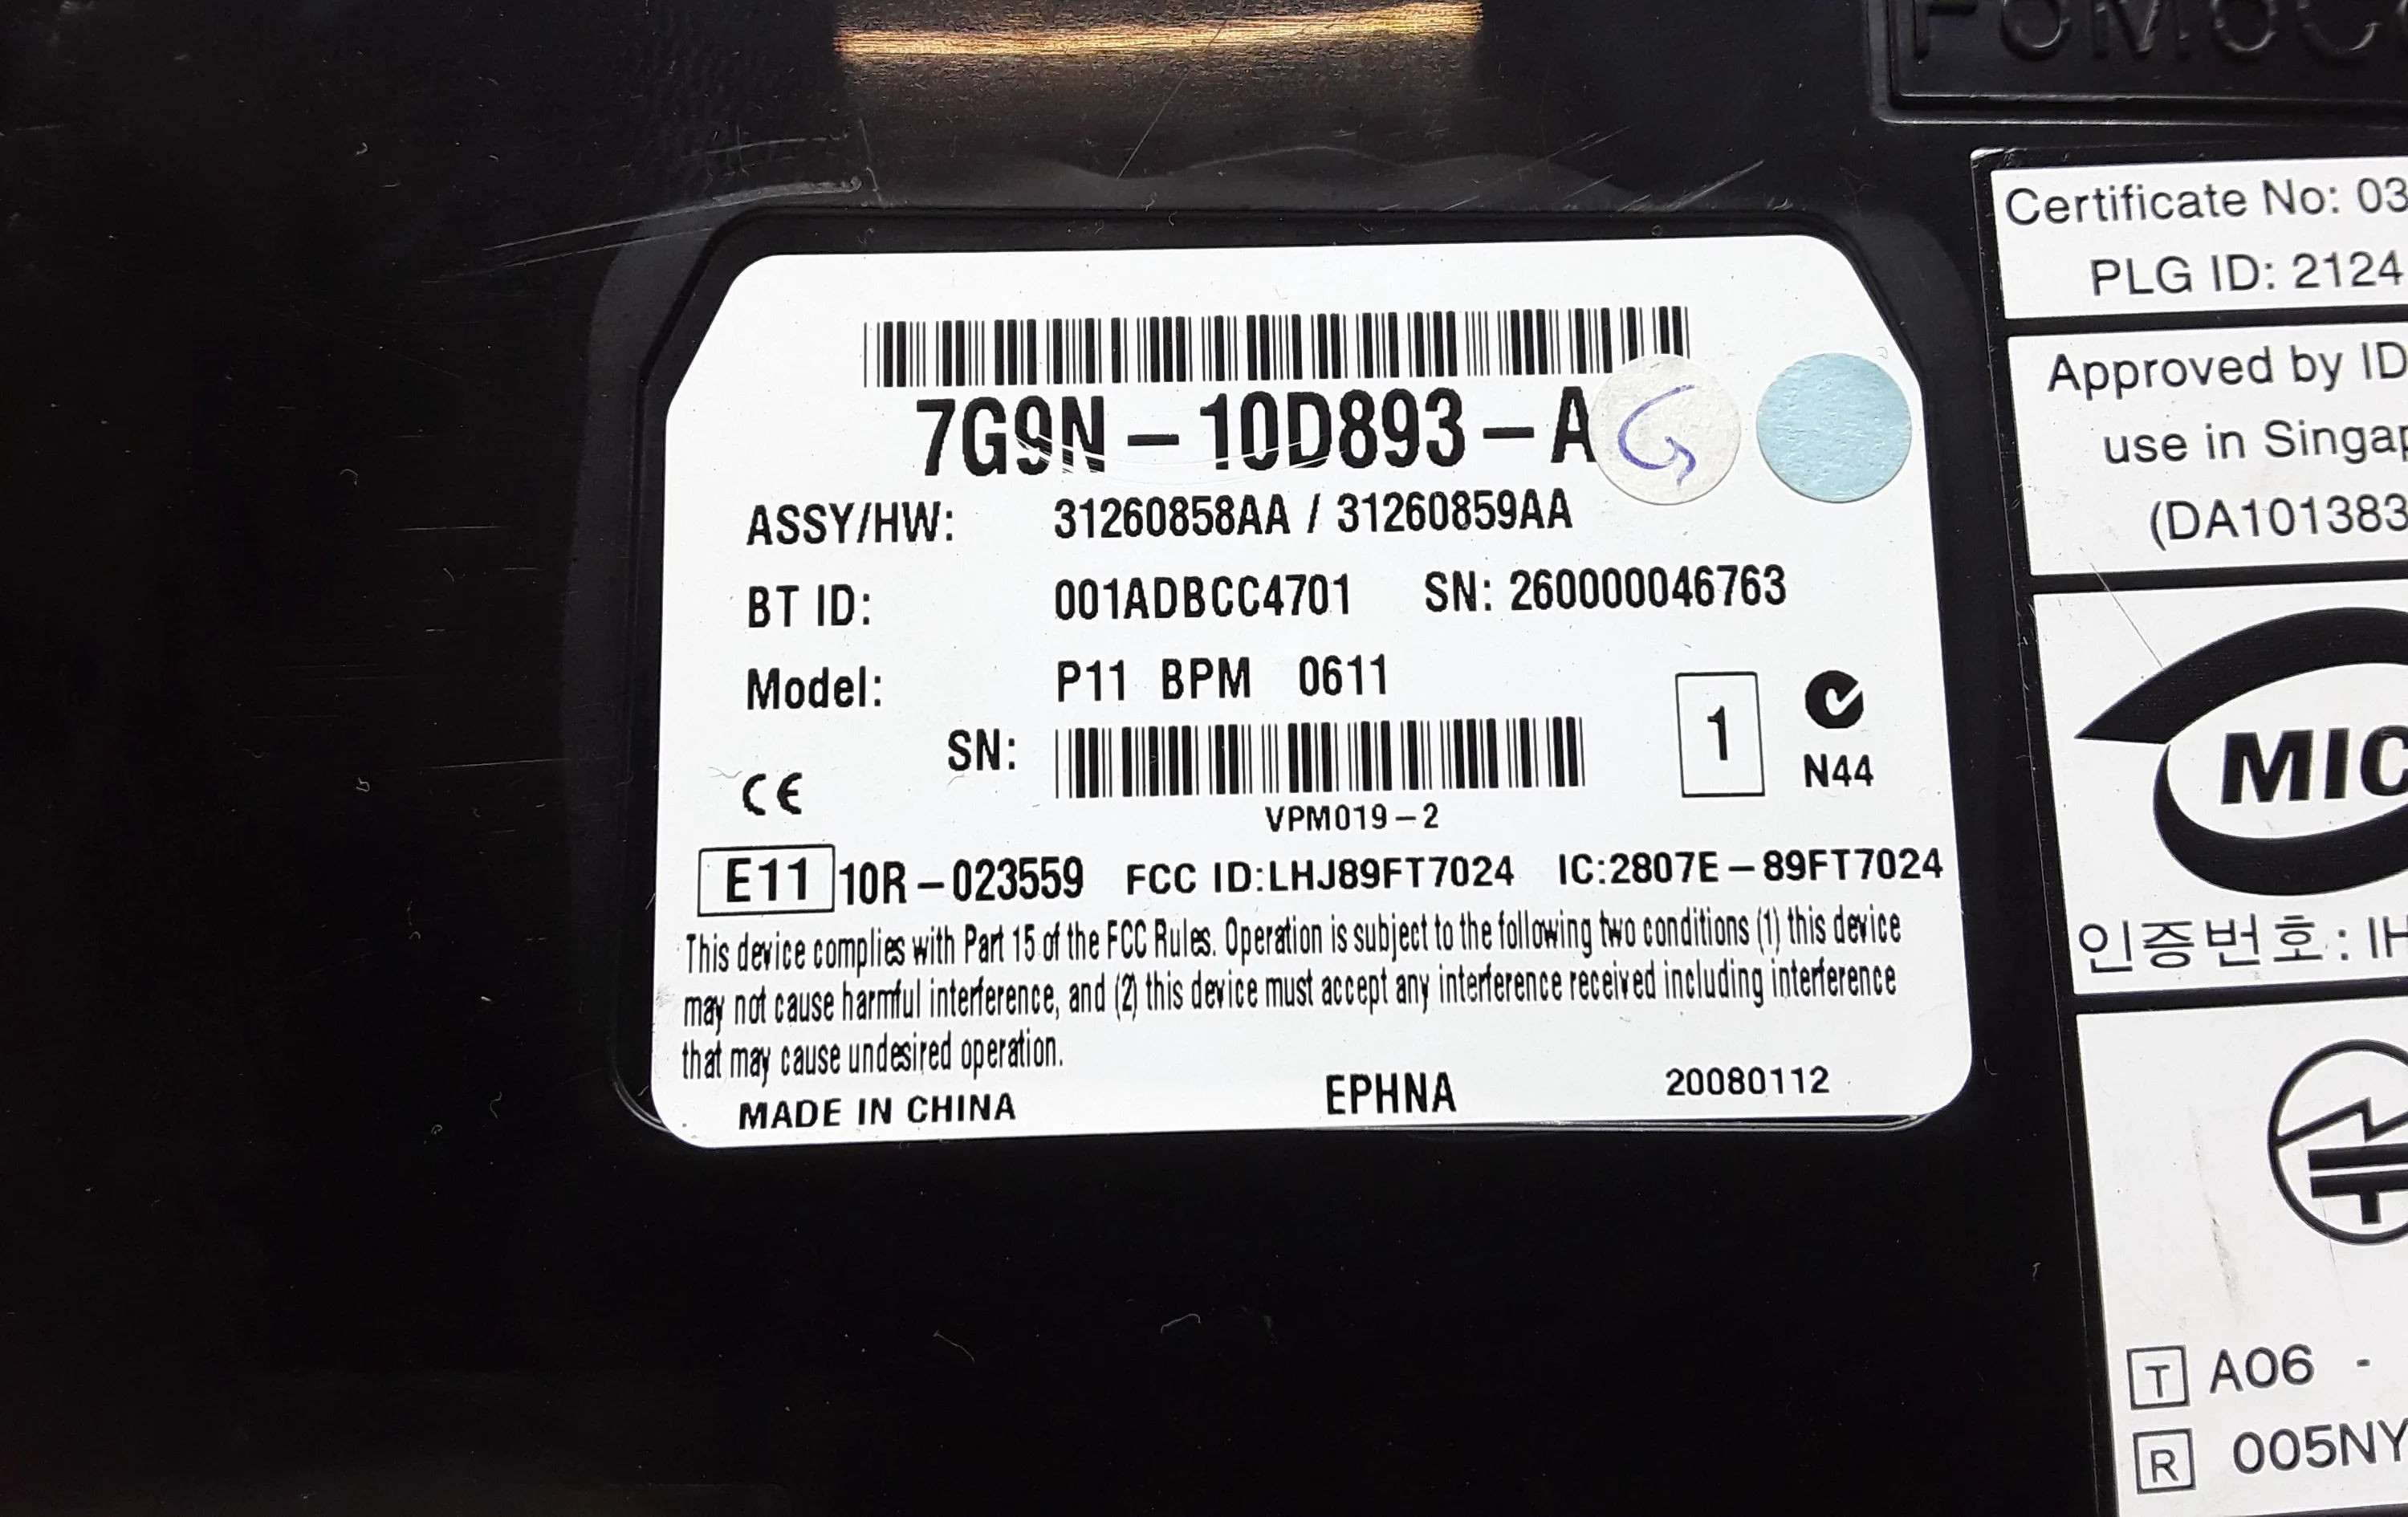 FoMoCo
7G9N-10D893-A
ASSY/HW: 31260858AA / 31260859AA
BT ID: 001ADBCC4701 SN: 260000046763
Model: P11 BPM 0611
SN:
1
N44
CE
VPM019-2
E11 10R-023559 FCC ID:LHJ89FT7024 IC:2807E-89FT7024
This device complies with Part 15 of the FCC Rules. Operation is subject to the following two conditions (1) this device
may not cause harmful interference, and (2) this device must accept any interference received including interference
that may cause undesired operation.
MADE IN CHINA EPHNA 20080112
Certificate No: 03
PLG ID: 2124
Approved by ID
use in Singap
(DA101383
MIC
인증번호: IH
T A06 -
R 005NY